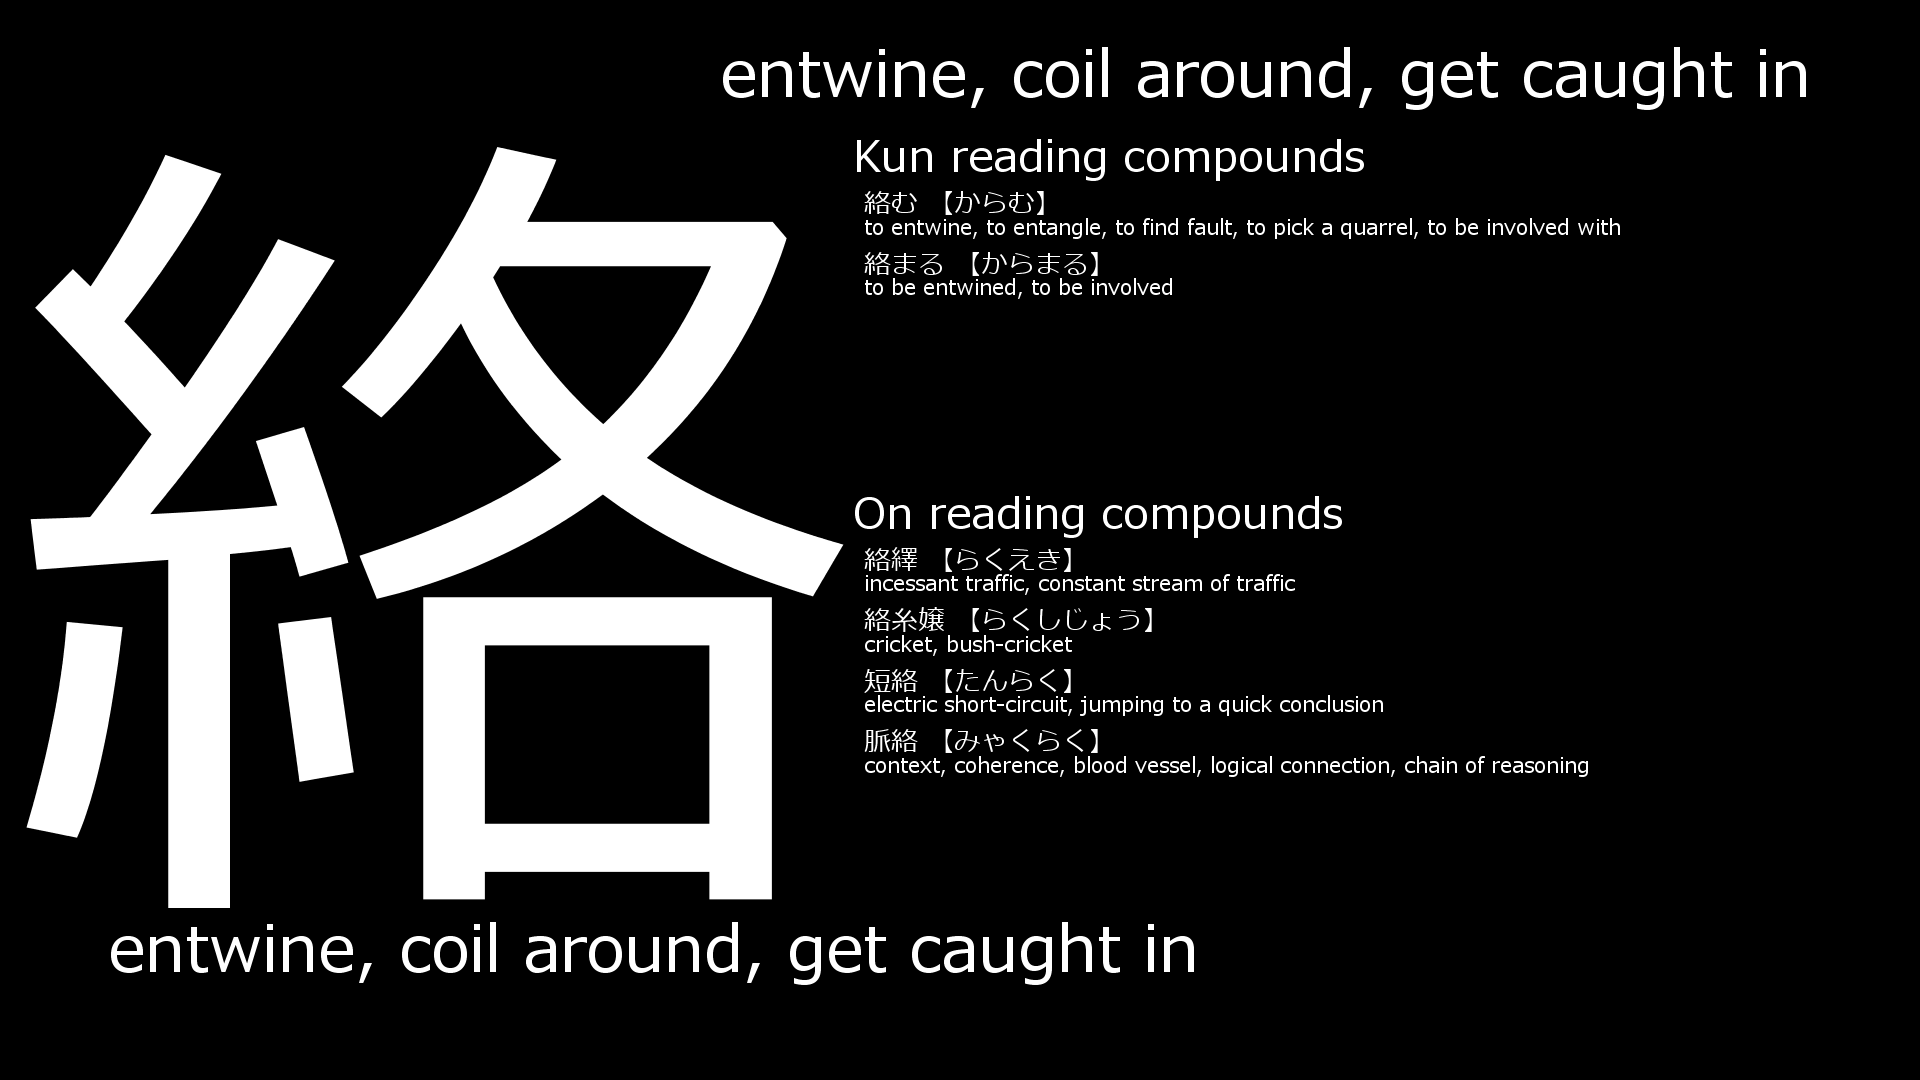 entwine, coil around, get caught in
絡
Kun reading compounds
絡む 【からむ】
to entwine, to entangle, to find fault, to pick a quarrel, to be involved with
絡まる 【からまる】
to be entwined, to be involved
On reading compounds
絡繹 【らくえき】
incessant traffic, constant stream of traffic
絡糸嬢 【らくしじょう】
cricket, bush-cricket
短絡 【たんらく】
electric short-circuit, jumping to a quick conclusion
脈絡 【みゃくらく】
context, coherence, blood vessel, logical connection, chain of reasoning
entwine, coil around, get caught in